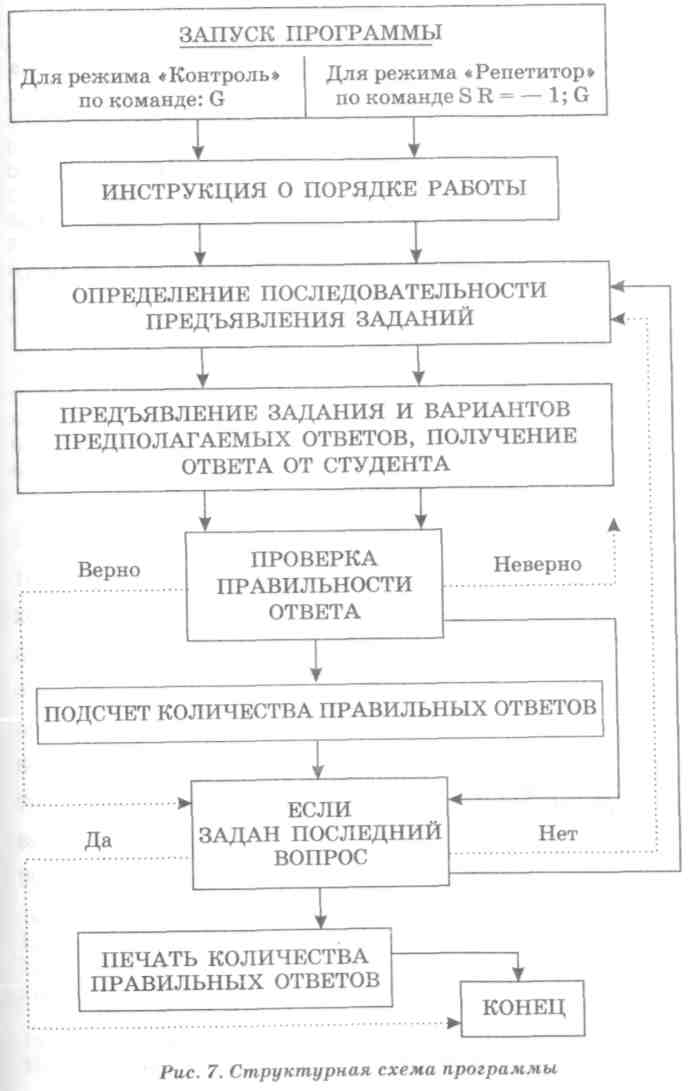 ЗАПУСК ПРОГРАММЫ
Для режима «Контроль»
по команде: G
Для режима «Репетитор»
по команде S R = — 1; G
ИНСТРУКЦИЯ О ПОРЯДКЕ РАБОТЫ
ОПРЕДЕЛЕНИЕ ПОСЛЕДОВАТЕЛЬНОСТИ
ПРЕДЪЯВЛЕНИЯ ЗАДАНИЙ
ПРЕДЪЯВЛЕНИЕ ЗАДАНИЯ И ВАРИАНТОВ
ПРЕДПОЛАГАЕМЫХ ОТВЕТОВ, ПОЛУЧЕНИЕ
ОТВЕТА ОТ СТУДЕНТА
Верно
ПРОВЕРКА
ПРАВИЛЬНОСТИ
ОТВЕТА
Неверно
ПОДСЧЕТ КОЛИЧЕСТВА ПРАВИЛЬНЫХ ОТВЕТОВ
Да
ЕСЛИ
ЗАДАН ПОСЛЕДНИЙ
ВОПРОС
Нет
ПЕЧАТЬ КОЛИЧЕСТВА
ПРАВИЛЬНЫХ ОТВЕТОВ
КОНЕЦ
Рис. 7. Структурная схема программы